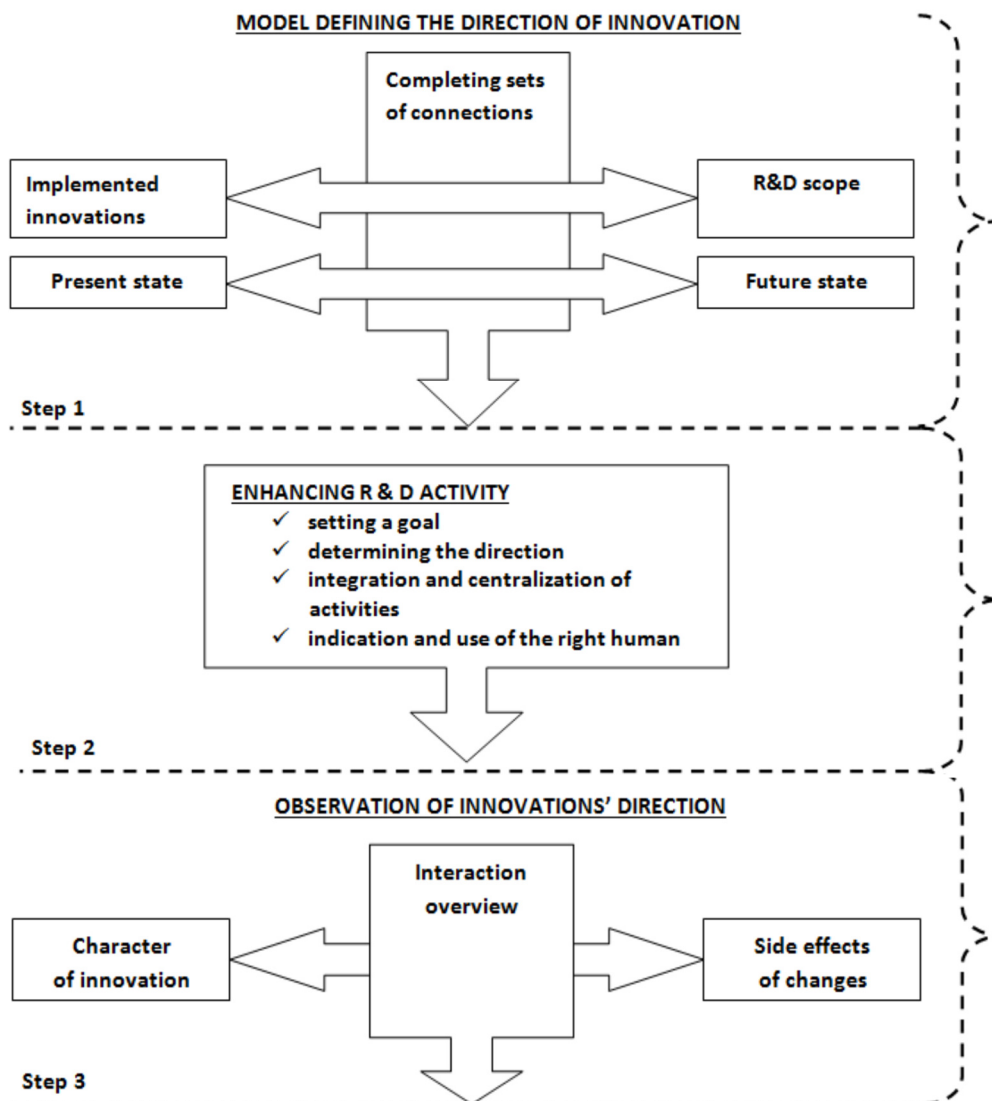 MODEL DEFINING THE DIRECTION OF INNOVATION
Completing sets
of connections
Implemented
innovations
R&D scope
Present state
Future state
Step 1
ENHANCING R & D ACTIVITY
✓ setting a goal
✓ determining the direction
✓ integration and centralization of
activities
✓ indication and use of the right human
Step 2
OBSERVATION OF INNOVATIONS’ DIRECTION
Interaction
overview
Character
of innovation
Side effects
of changes
Step 3